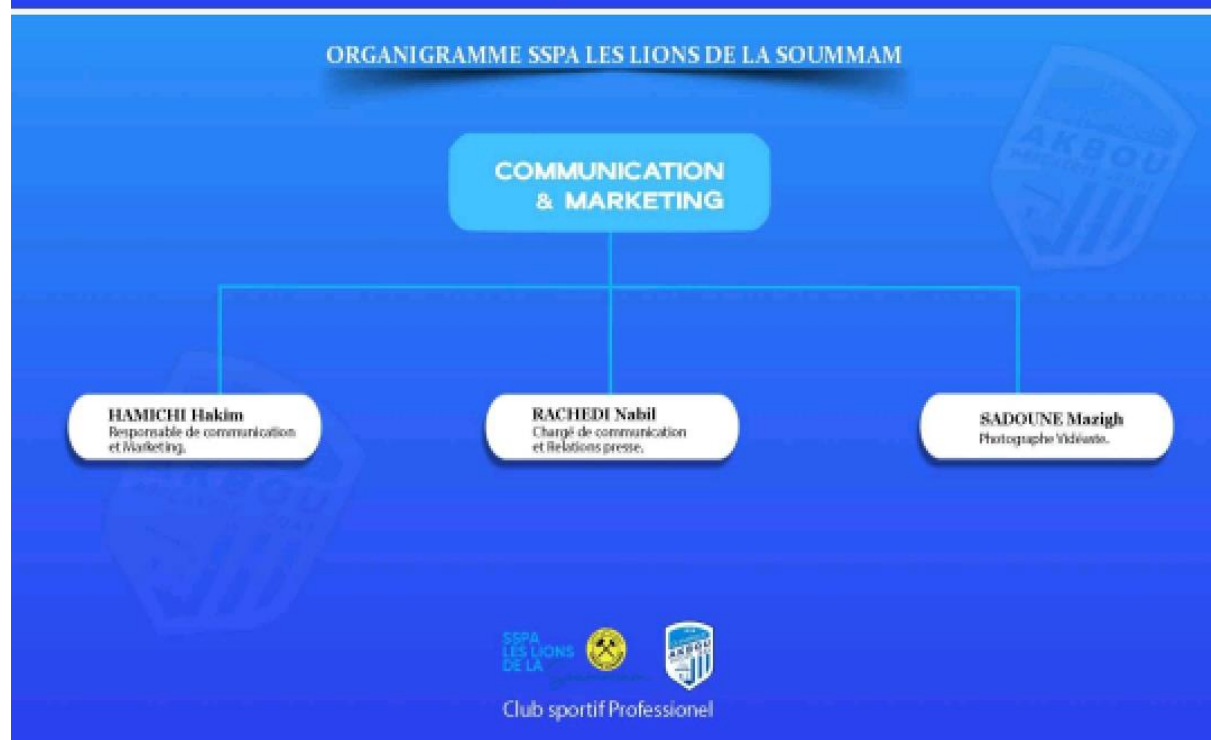 ORGANIGRAMME SSPA LES LIONS DE LA SOUMMAM
COMMUNICATION
& MARKETING
HAMICHI Hakim
Responsable de communication
et Marketing.
RACHEDI Nabil
Chargé de communication
et Relations presse.
SADOUNE Mazigh
Photographe Vidéaste.
SSPA
LES LIONS
DE LA
Soummam
AKBOU
Club sportif Professionel